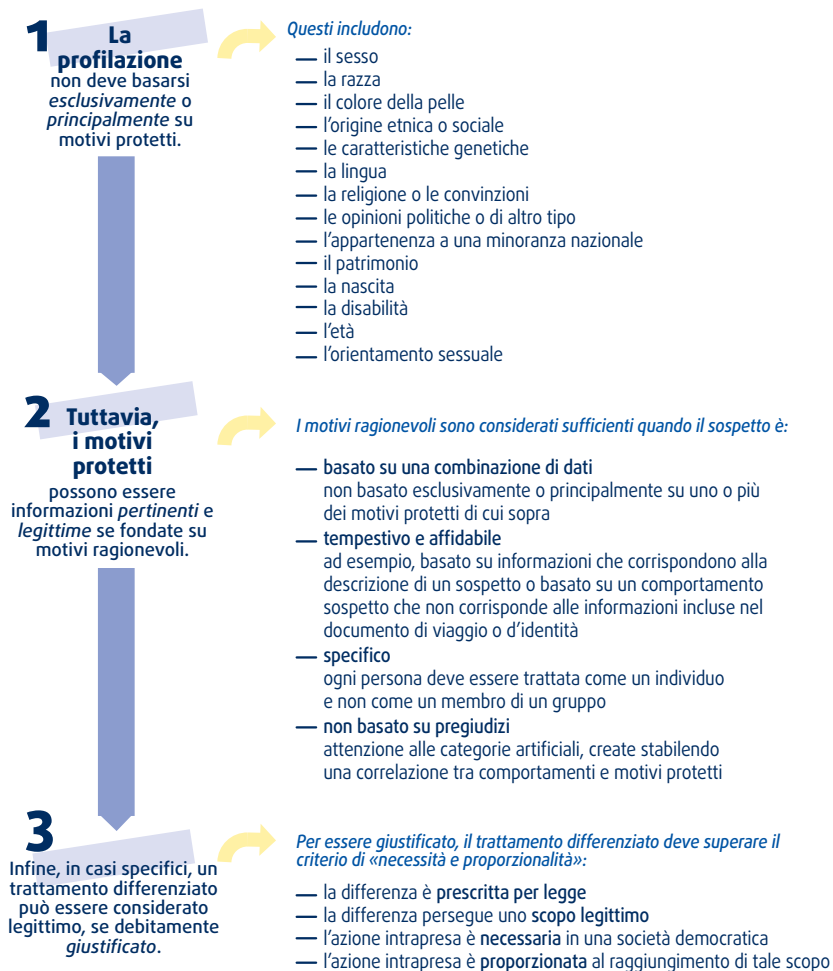 1
La
profilazione
non deve basarsi
esclusivamente o
principalmente su
motivi protetti.
Questi includono:
— il sesso
— la razza
— il colore della pelle
— l'origine etnica o sociale
— le caratteristiche genetiche
— la lingua
— la religione o le convinzioni
— le opinioni politiche o di altro tipo
— l'appartenenza a una minoranza nazionale
— il patrimonio
— la nascita
— la disabilità
— l'età
— l'orientamento sessuale
2
Tuttavia,
i motivi
protetti
possono essere
informazioni pertinenti e
legittime se fondate su
motivi ragionevoli.
I motivi ragionevoli sono considerati sufficienti quando il sospetto è:
— basato su una combinazione di dati
non basato esclusivamente o principalmente su uno o più
dei motivi protetti di cui sopra
— tempestivo e affidabile
ad esempio, basato su informazioni che corrispondono alla
descrizione di un sospetto o basato su un comportamento
sospetto che non corrisponde alle informazioni incluse nel
documento di viaggio o d'identità
— specifico
ogni persona deve essere trattata come un individuo
e non come un membro di un gruppo
— non basato su pregiudizi
attenzione alle categorie artificiali, create stabilendo
una correlazione tra comportamenti e motivi protetti
3
Infine, in casi specifici, un
trattamento differenziato
può essere considerato
legittimo, se debitamente
giustificato.
Per essere giustificato, il trattamento differenziato deve superare il
criterio di «necessità e proporzionalità»:
— la differenza è prescritta per legge
— la differenza persegue uno scopo legittimo
— l'azione intrapresa è necessaria in una società democratica
— l'azione intrapresa è proporzionata al raggiungimento di tale scopo